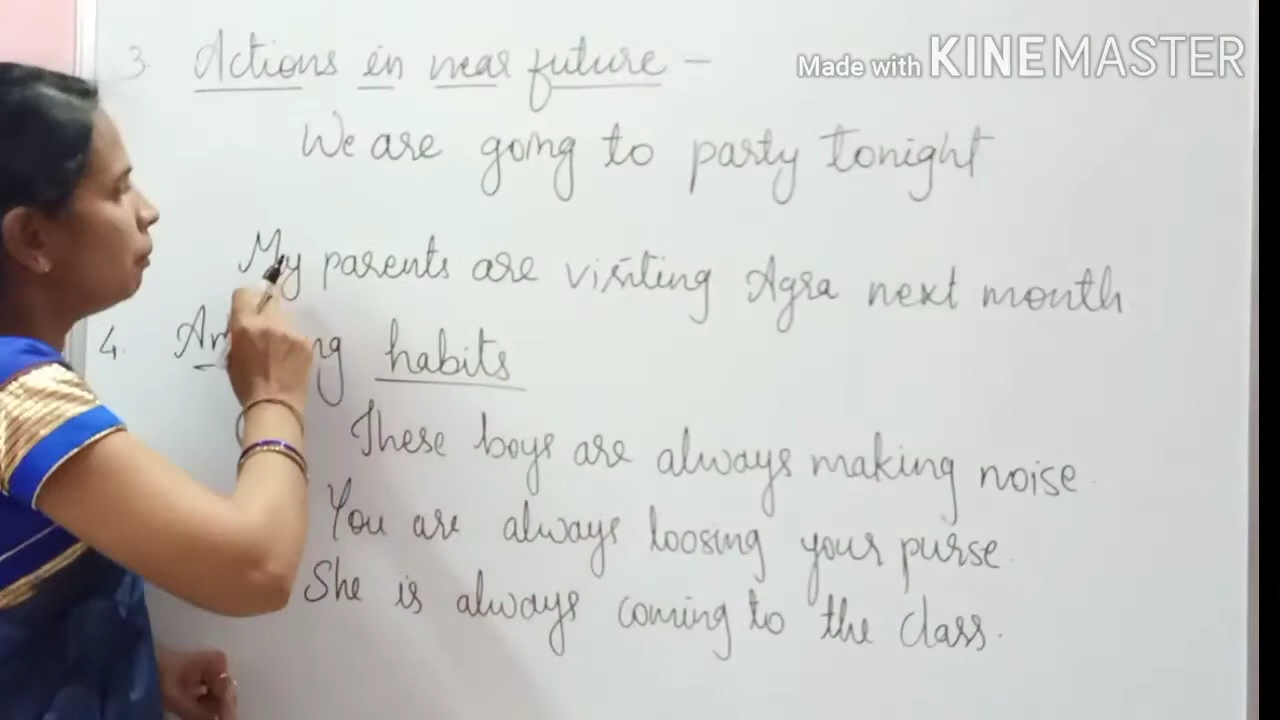 3. Actions in near future –
Made with KINEMASTER
We are going to party tonight
My parents are visiting Agra next month.
4. habits
These boys are always making noise.
You are always loosing your purse.
She is always coming to the class.